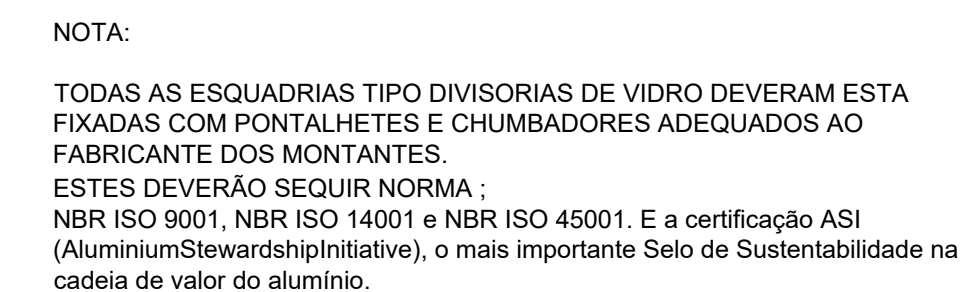 NOTA:
TODAS AS ESQUADRIAS TIPO DIVISORIAS DE VIDRO DEVERAM ESTA
FIXADAS COM PONTALHETES E CHUMBADORES ADEQUADOS AO
FABRICANTE DOS MONTANTES.
ESTES DEVERÃO SEQUIR NORMA ;
NBR ISO 9001, NBR ISO 14001 e NBR ISO 45001. E a certificação ASI
(AluminiumStewardshipInitiative), o mais importante Selo de Sustentabilidade na
cadeia de valor do alumínio.